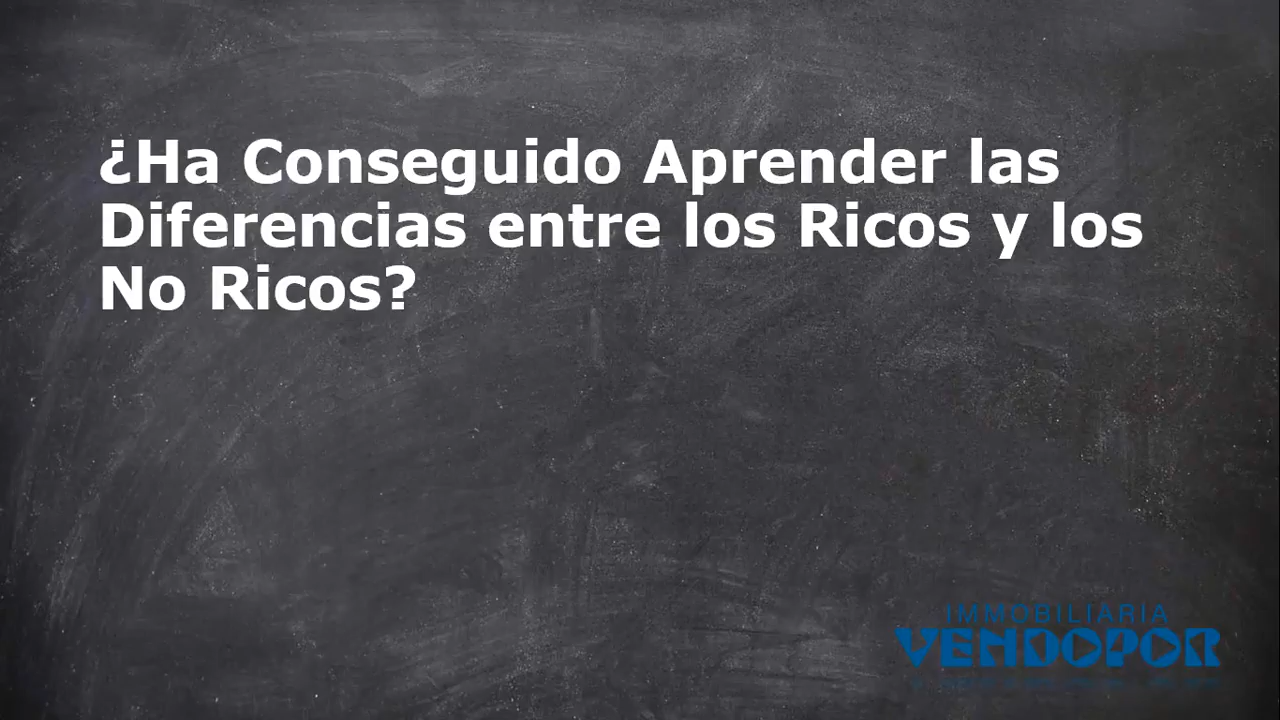 ¿Ha Conseguido Aprender las
Diferencias entre los Ricos y los
No Ricos?
IMMOBILIARIA
VENDOPOR